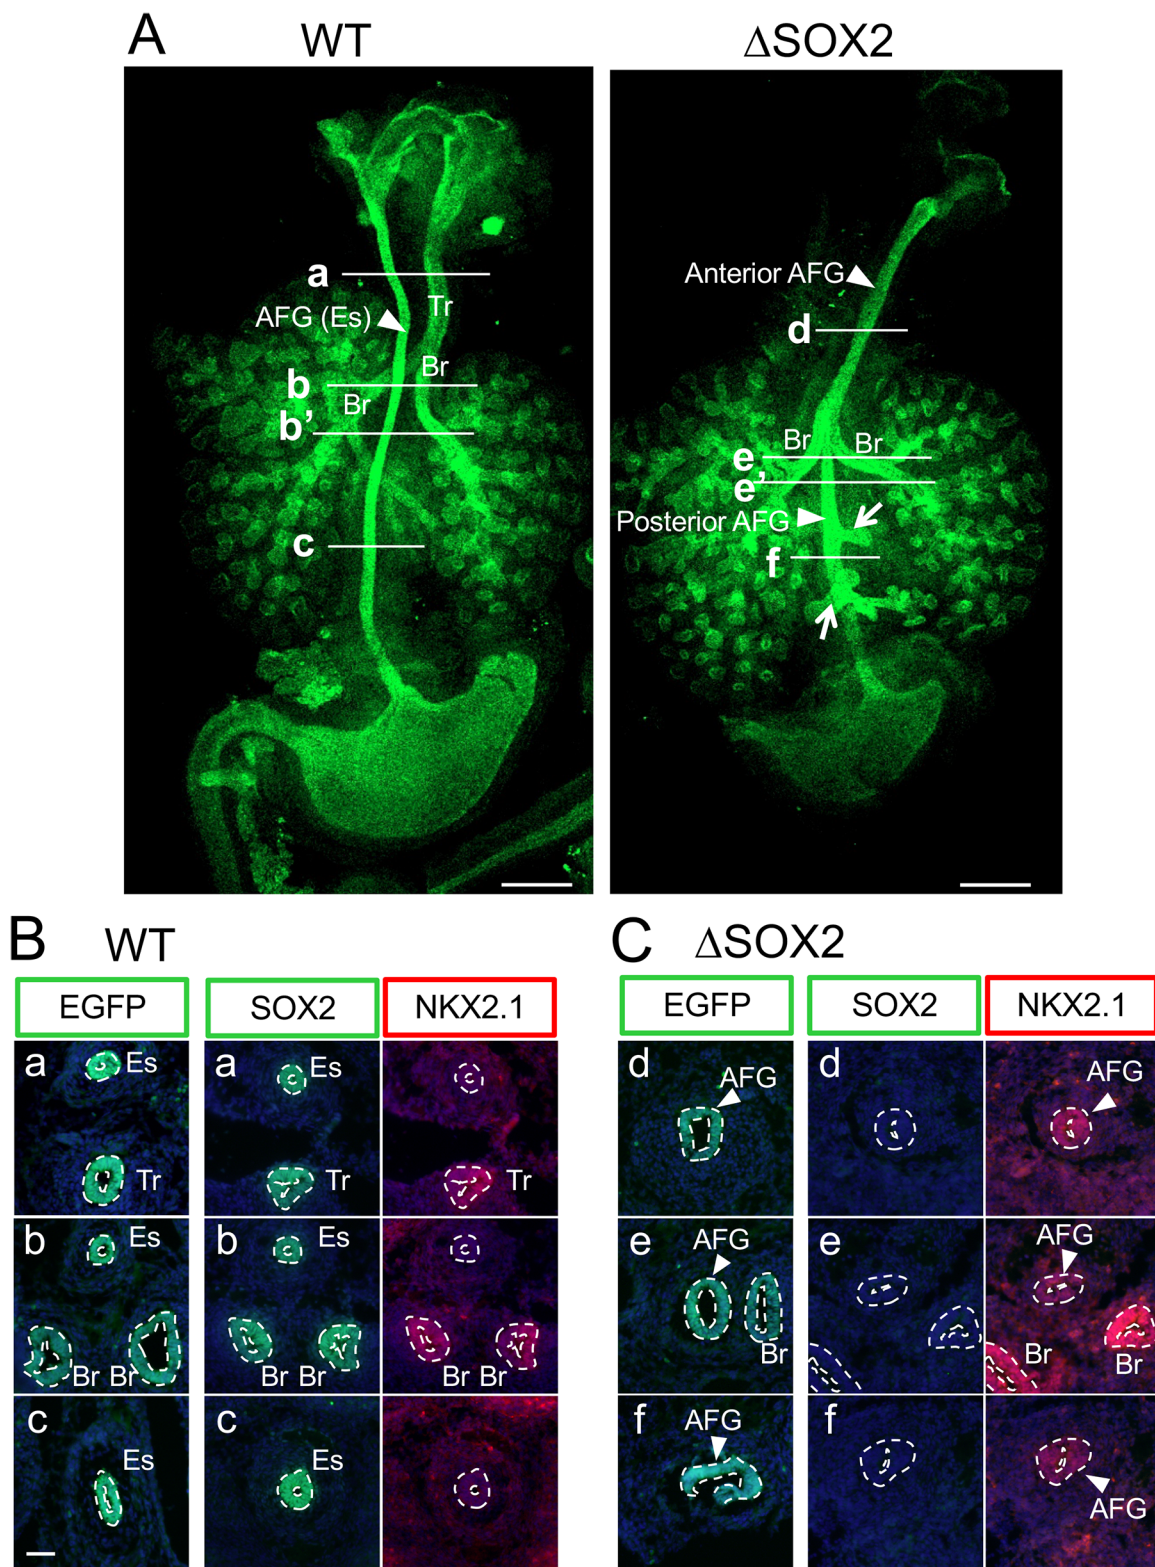 A WT ΔSOX2
a
AFG (Es)
Tr
Br
b
Br
b’
c
Anterior AFG
d
Br Br
e
e’
Posterior AFG
f
B WT
EGFP SOX2 NKX2.1
a Es a Es
Tr Tr
b Es b Es
Br Br Br Br Br Br
c Es c Es
C ΔSOX2
EGFP SOX2 NKX2.1
d AFG d AFG
e AFG e AFG
Br Br Br
f AFG f AFG